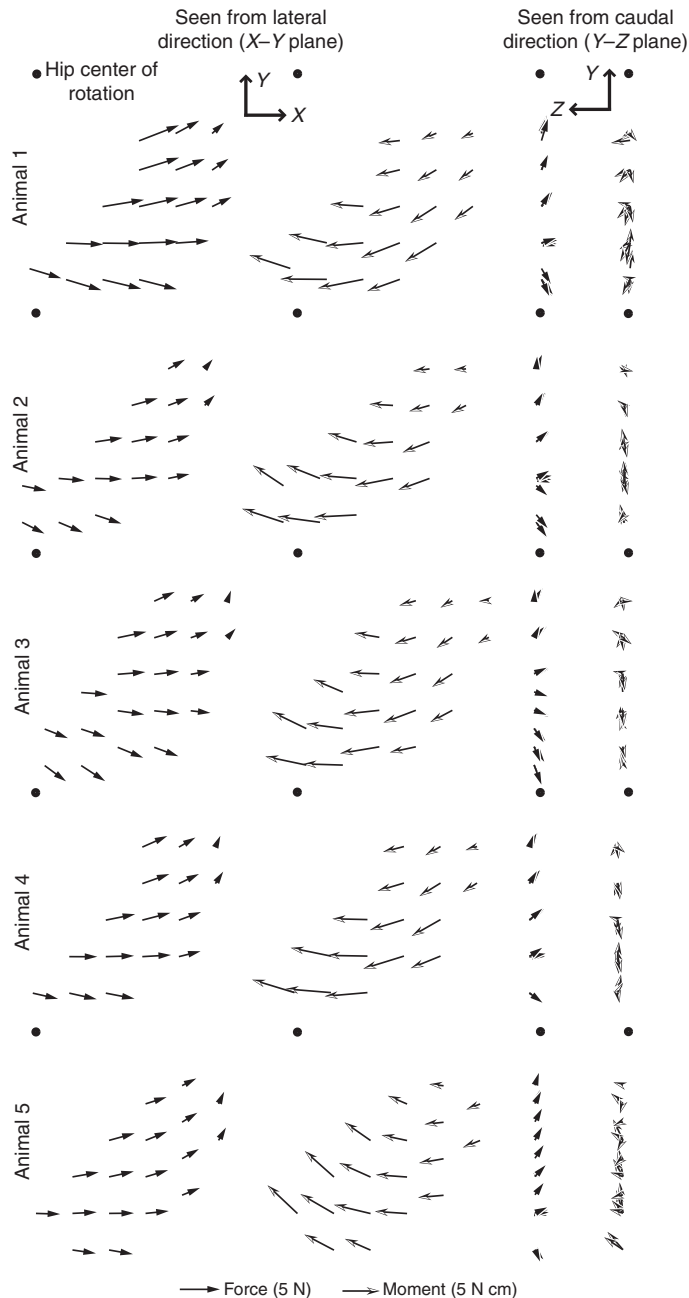 Seen from lateral
direction (X–Y plane)
Seen from caudal
direction (Y–Z plane)
Hip center of
rotation
Y
X
Y
Z
Animal 1
Animal 2
Animal 3
Animal 4
Animal 5
Force (5 N)
Moment (5 N cm)